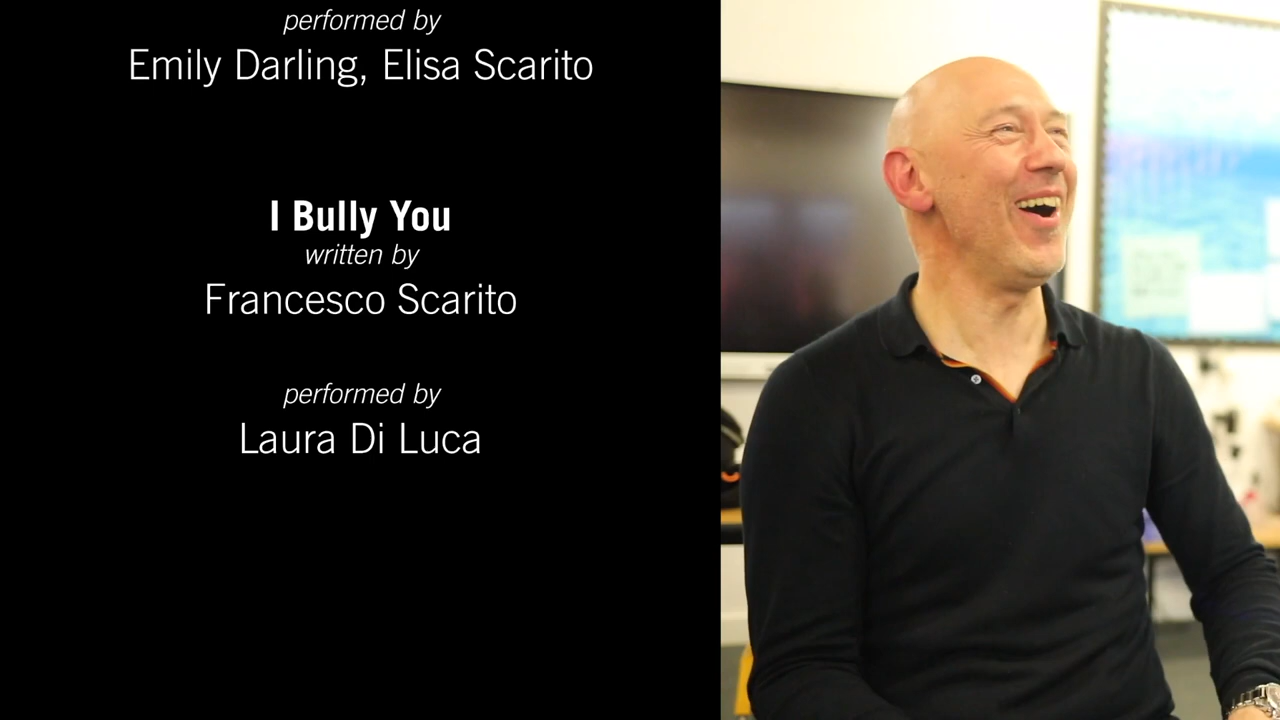 performed by
Emily Darling, Elisa Scarito
I Bully You
written by
Francesco Scarito
performed by
Laura Di Luca